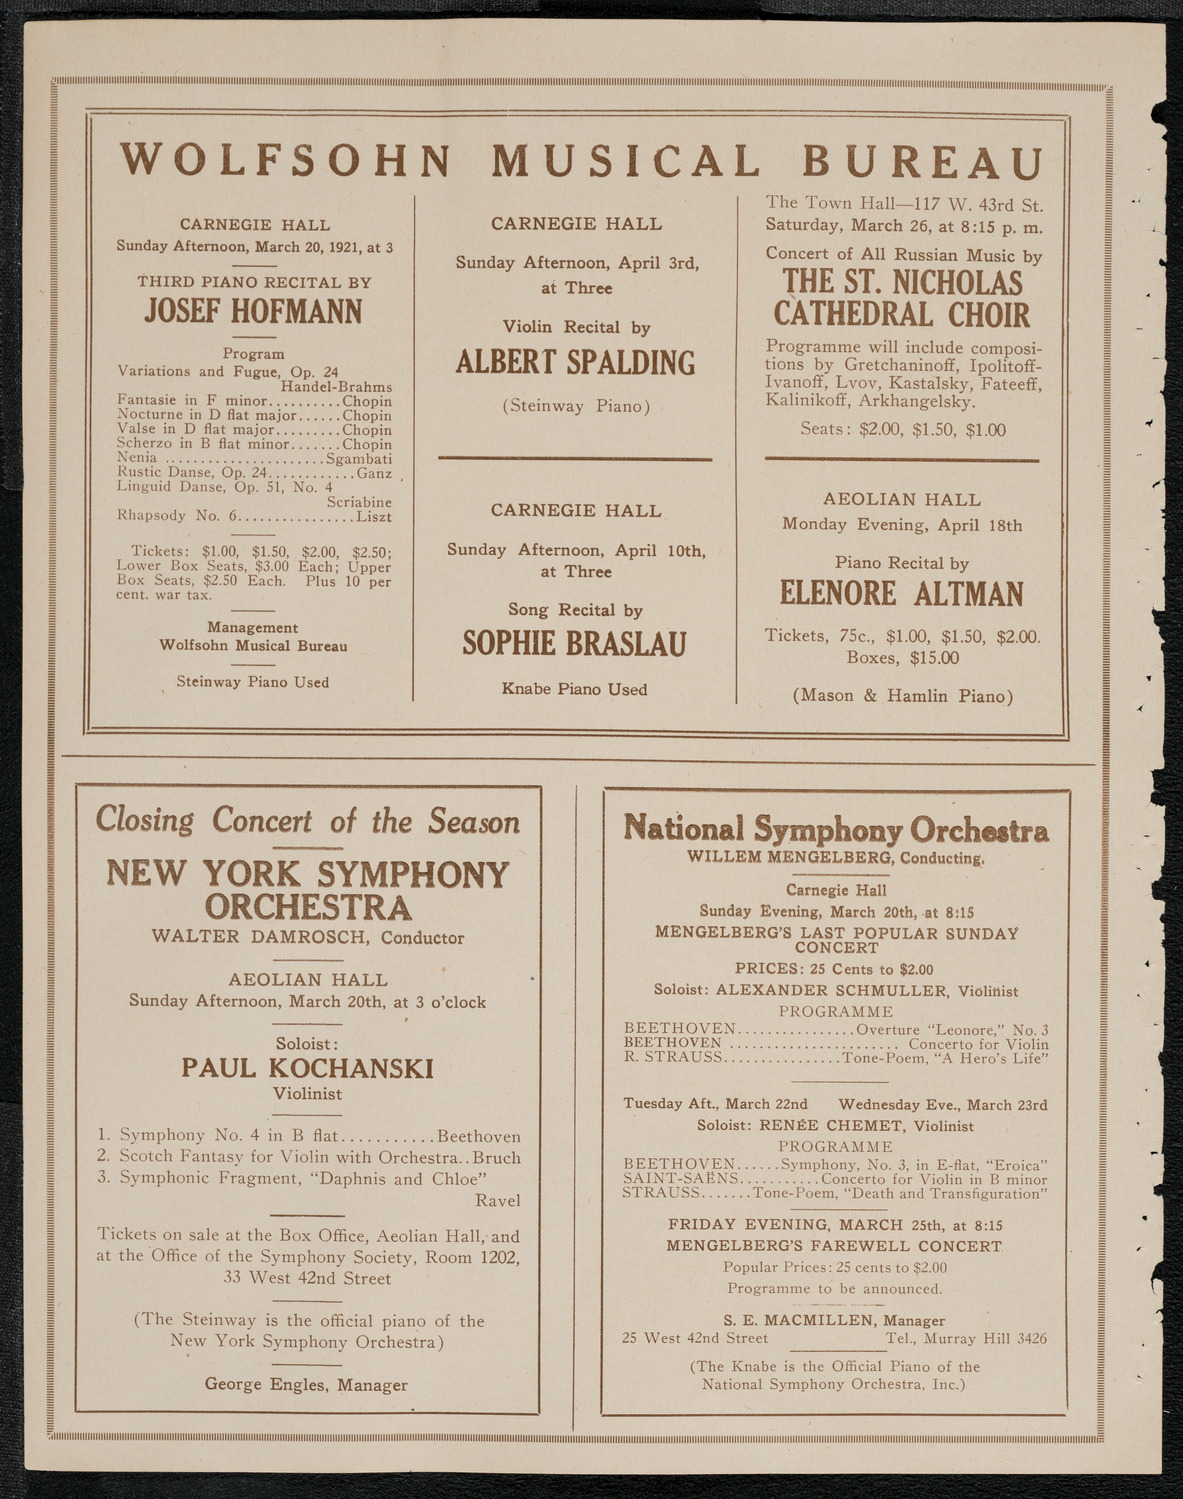 WOLFSOHN MUSICAL BUREAU
CARNEGIE HALL
Sunday Afternoon, March 20, 1921, at 3
THIRD PIANO RECITAL BY
JOSEF HOFMANN
Program
Variations and Fugue, Op. 24
Handel-Brahms
Fantasie in F minor..........Chopin
Nocturne in D flat major......Chopin
Valse in D flat major.........Chopin
Scherzo in B flat minor.......Chopin
Nenia ......................Sgambati
Rustic Danse, Op. 24............Ganz
Linguid Danse, Op. 51, No. 4
Scriabine
Rhapsody No. 6................Liszt
Tickets: $1.00, $1.50, $2.00, $2.50;
Lower Box Seats, $3.00 Each; Upper
Box Seats, $2.50 Each. Plus 10 per
cent. war tax.
Management
Wolfsohn Musical Bureau
Steinway Piano Used
CARNEGIE HALL
Sunday Afternoon, April 3rd,
at Three
Violin Recital by
ALBERT SPALDING
(Steinway Piano)
CARNEGIE HALL
Sunday Afternoon, April 10th,
at Three
Song Recital by
SOPHIE BRASLAU
Knabe Piano Used
The Town Hall—117 W. 43rd St.
Saturday, March 26, at 8:15 p. m.
Concert of All Russian Music by
THE ST. NICHOLAS
CATHEDRAL CHOIR
Programme will include composi-
tions by Gretchaninoff, Ipolitoff-
Ivanoff, Lvov, Kastalsky, Fateeff,
Kalinikoff, Arkhangelsky.
Seats: $2.00, $1.50, $1.00
AEOLIAN HALL
Monday Evening, April 18th
Piano Recital by
ELENORE ALTMAN
Tickets, 75c., $1.00, $1.50, $2.00.
Boxes, $15.00
(Mason & Hamlin Piano)
Closing Concert of the Season
NEW YORK SYMPHONY
ORCHESTRA
WALTER DAMROSCH, Conductor
AEOLIAN HALL
Sunday Afternoon, March 20th, at 3 o'clock
Soloist:
PAUL KOCHANSKI
Violinist
1. Symphony No. 4 in B flat...........Beethoven
2. Scotch Fantasy for Violin with Orchestra..Bruch
3. Symphonic Fragment, "Daphnis and Chloe"
Ravel
Tickets on sale at the Box Office, Aeolian Hall, and
at the Office of the Symphony Society, Room 1202,
33 West 42nd Street
(The Steinway is the official piano of the
New York Symphony Orchestra)
George Engles, Manager
National Symphony Orchestra
WILLEM MENGELBERG, Conducting.
Carnegie Hall
Sunday Evening, March 20th, at 8:15
MENGELBERG'S LAST POPULAR SUNDAY
CONCERT
PRICES: 25 Cents to $2.00
Soloist: ALEXANDER SCHMULLER, Violinist
PROGRAMME
BEETHOVEN................Overture "Leonore," No. 3
BEETHOVEN ....................... Concerto for Violin
R. STRAUSS................Tone-Poem, "A Hero's Life"
Tuesday Aft., March 22nd Wednesday Eve., March 23rd
Soloist: RENÉE CHEMET, Violinist
PROGRAMME
BEETHOVEN......Symphony, No. 3, in E-flat, "Eroica"
SAINT-SAËNS...........Concerto for Violin in B minor
STRAUSS.......Tone-Poem, "Death and Transfiguration"
FRIDAY EVENING, MARCH 25th, at 8:15
MENGELBERG'S FAREWELL CONCERT
Popular Prices: 25 cents to $2.00
Programme to be announced.
S. E. MACMILLEN, Manager
25 West 42nd Street Tel., Murray Hill 3426
(The Knabe is the Official Piano of the
National Symphony Orchestra, Inc.)